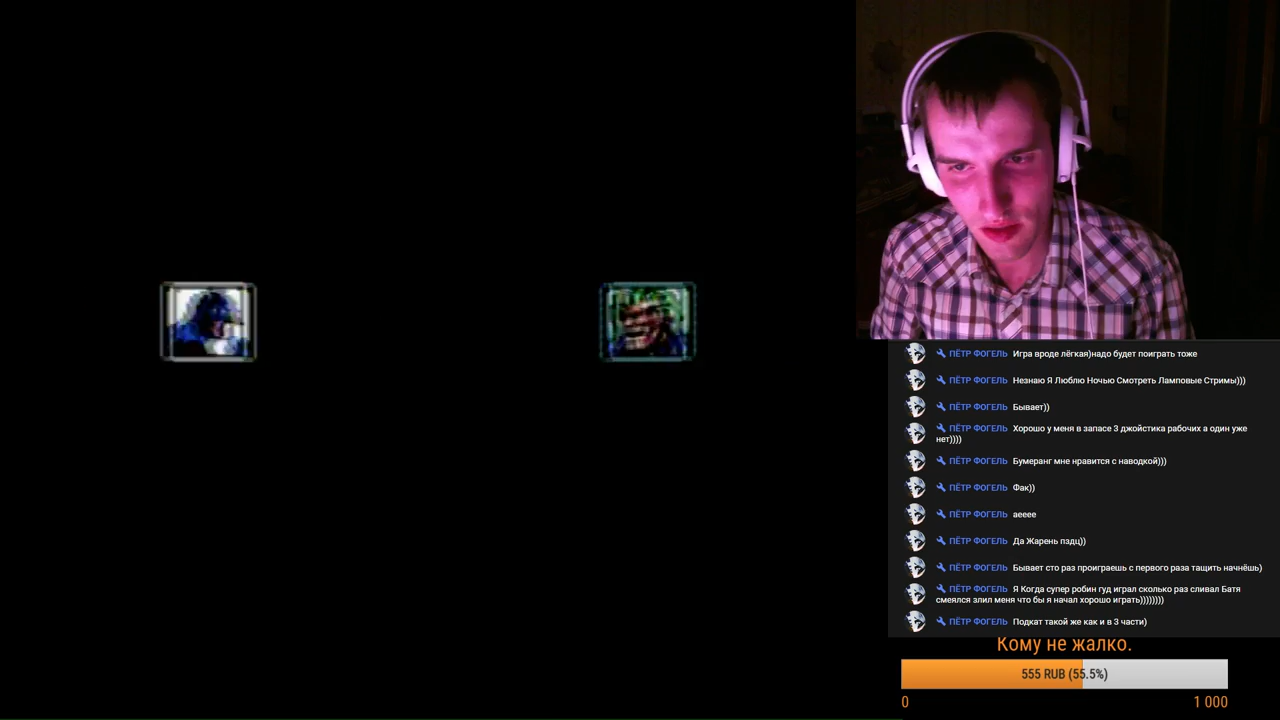 ПЁТР ФОГЕЛЬ Игра вроде лёгкая)надо будет поиграть тоже
ПЁТР ФОГЕЛЬ Незнаю Я Люблю Ночью Смотреть Ламповые Стримы)))
ПЁТР ФОГЕЛЬ Бывает))
ПЁТР ФОГЕЛЬ Хорошо у меня в запасе 3 джойстика рабочих а один уже
нет))))
ПЁТР ФОГЕЛЬ Бумеранг мне нравится с наводкой)))
ПЁТР ФОГЕЛЬ Фак))
ПЁТР ФОГЕЛЬ аееее
ПЁТР ФОГЕЛЬ Да Жарень пздц))
ПЁТР ФОГЕЛЬ Бывает сто раз проиграешь с первого раза тащить начнёшь)
ПЁТР ФОГЕЛЬ Я Когда супер робин гуд играл сколько раз сливал Батя
смеялся злил меня что бы я начал хорошо играть))))))))
ПЁТР ФОГЕЛЬ Подкат такой же как и в 3 части)
Кому не жалко.
555 RUB (55.5%)
0 1 000